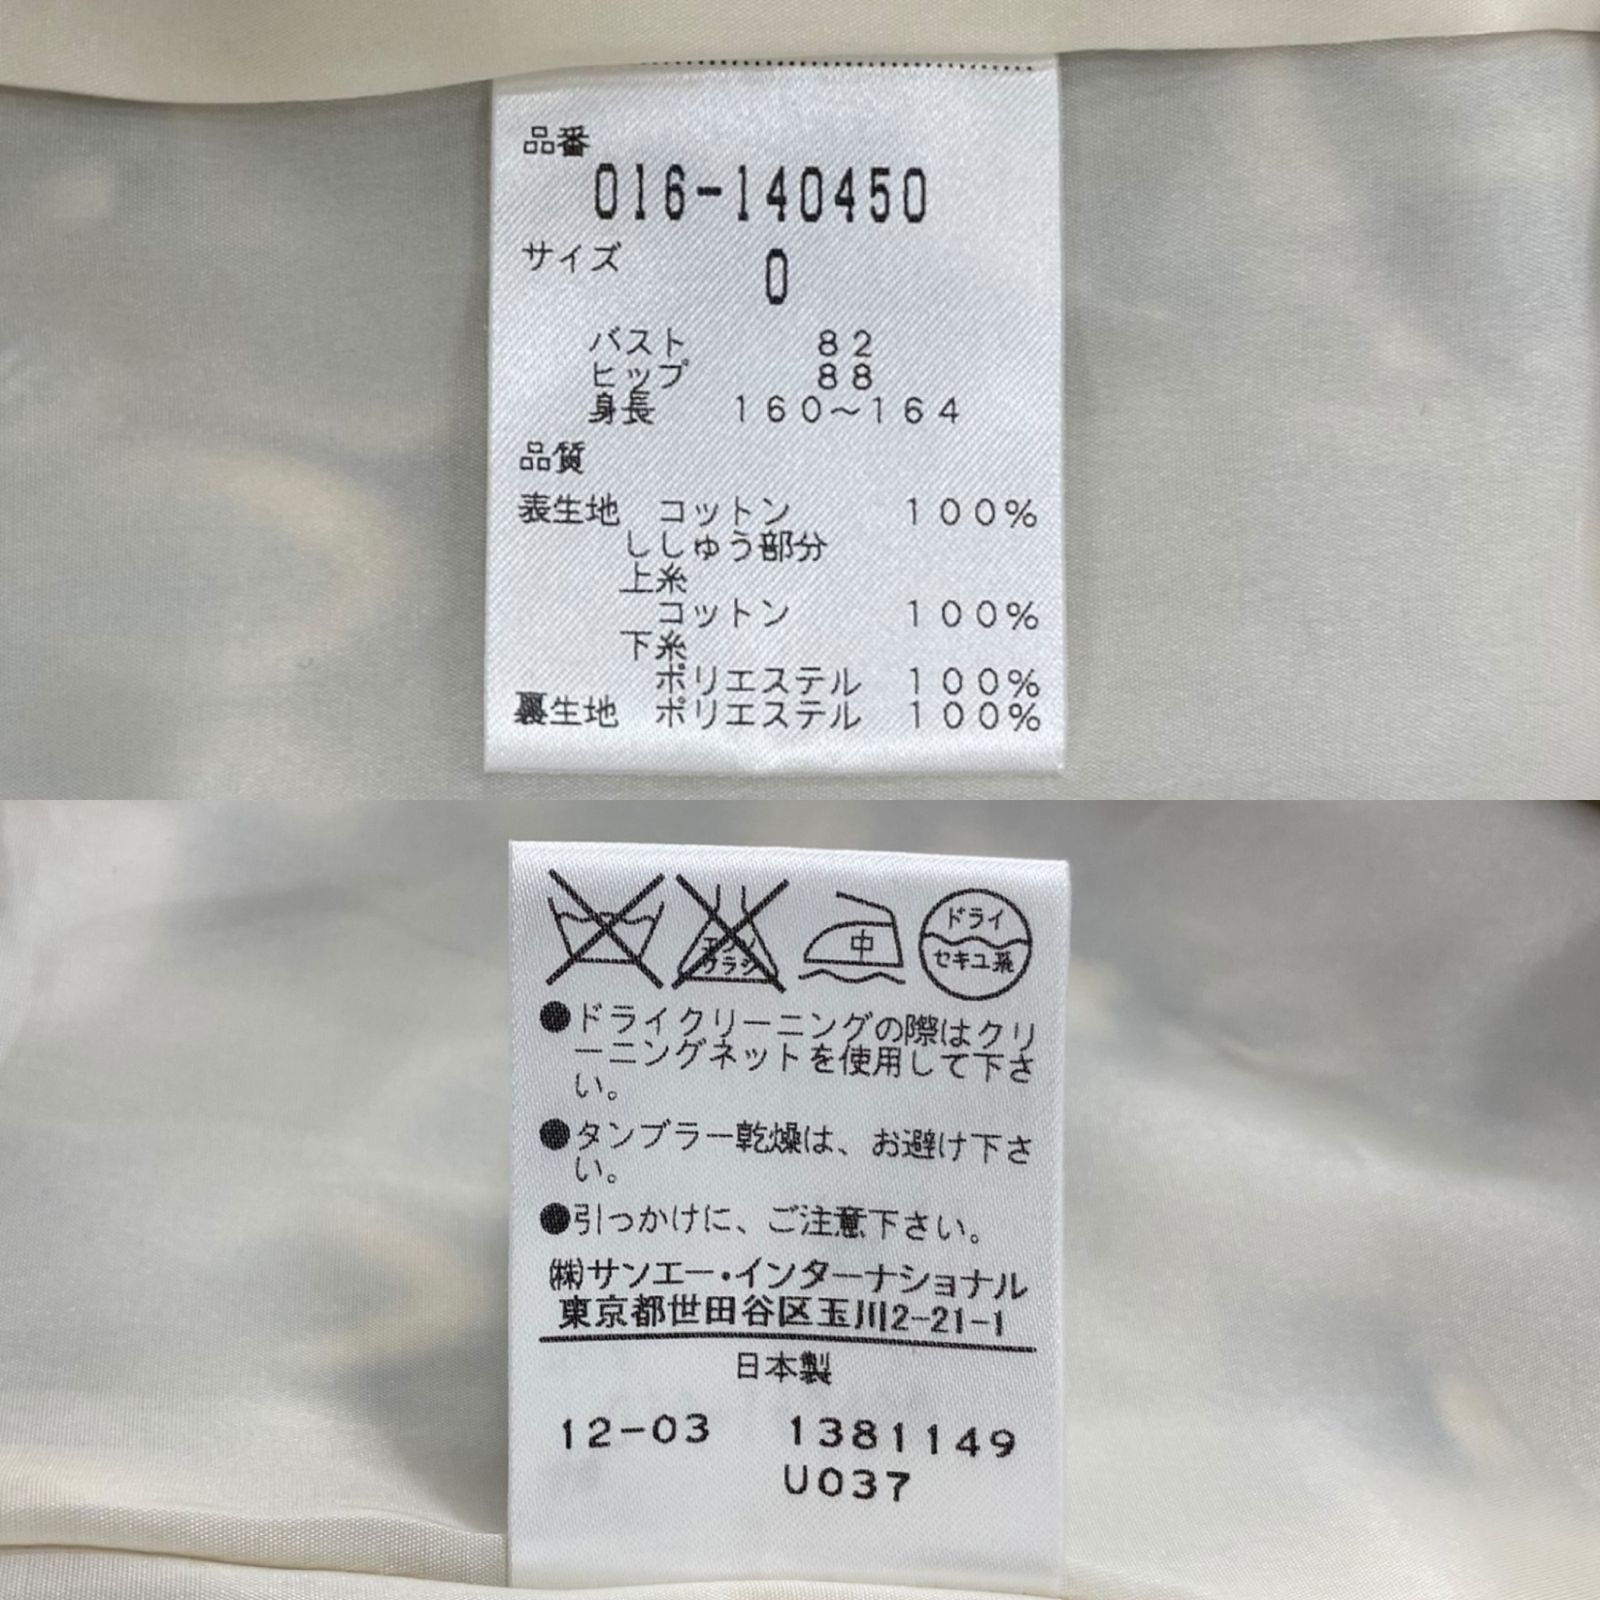 品番
016-140450
サイズ 0
バスト 82
ヒップ 88
身長 160〜164
品質
表生地 コットン 100%
ししゅう部分
上糸
コットン 100%
下糸
ポリエステル 100%
裏生地 ポリエステル 100%
中 ドライ
セキユ系
●ドライクリーニングの際はクリ
ーニングネットを使用して下さ
い。
●タンブラー乾燥は、お避け下さ
い。
●引っかけに、ご注意下さい。
㈱サンエー・インターナショナル
東京都世田谷区玉川2-21-1
日本製
12-03 1381149
U037